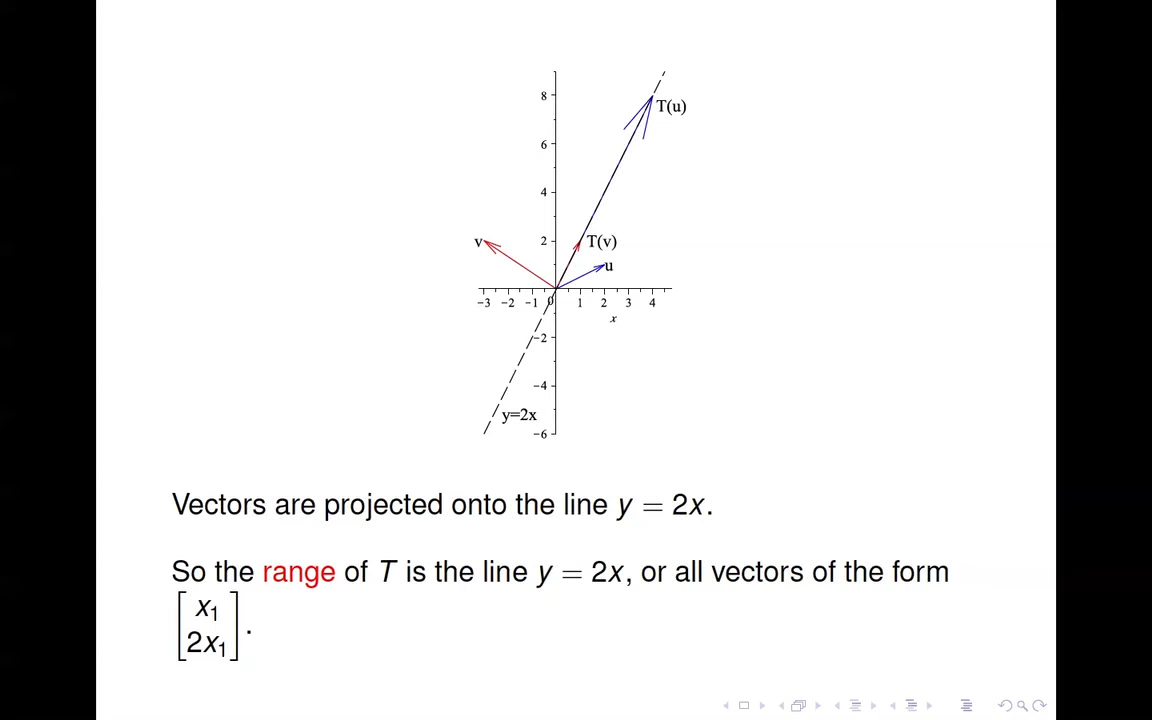 8
T(u)
6
4
v
2
T(v)
u
−3 −2 −1 0 1 2 3 4
x
−2
−4
y=2x
−6
Vectors are projected onto the line y = 2x.
So the range of T is the line y = 2x, or all vectors of the form
[x₁
2x₁].